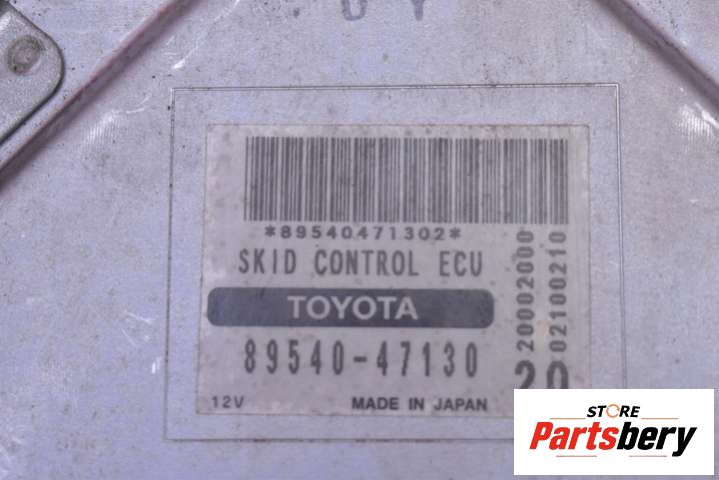 *89540471302*
SKID CONTROL ECU
TOYOTA
89540-47130
12V MADE IN JAPAN
20002000
02100210
20
STORE
Partsbery